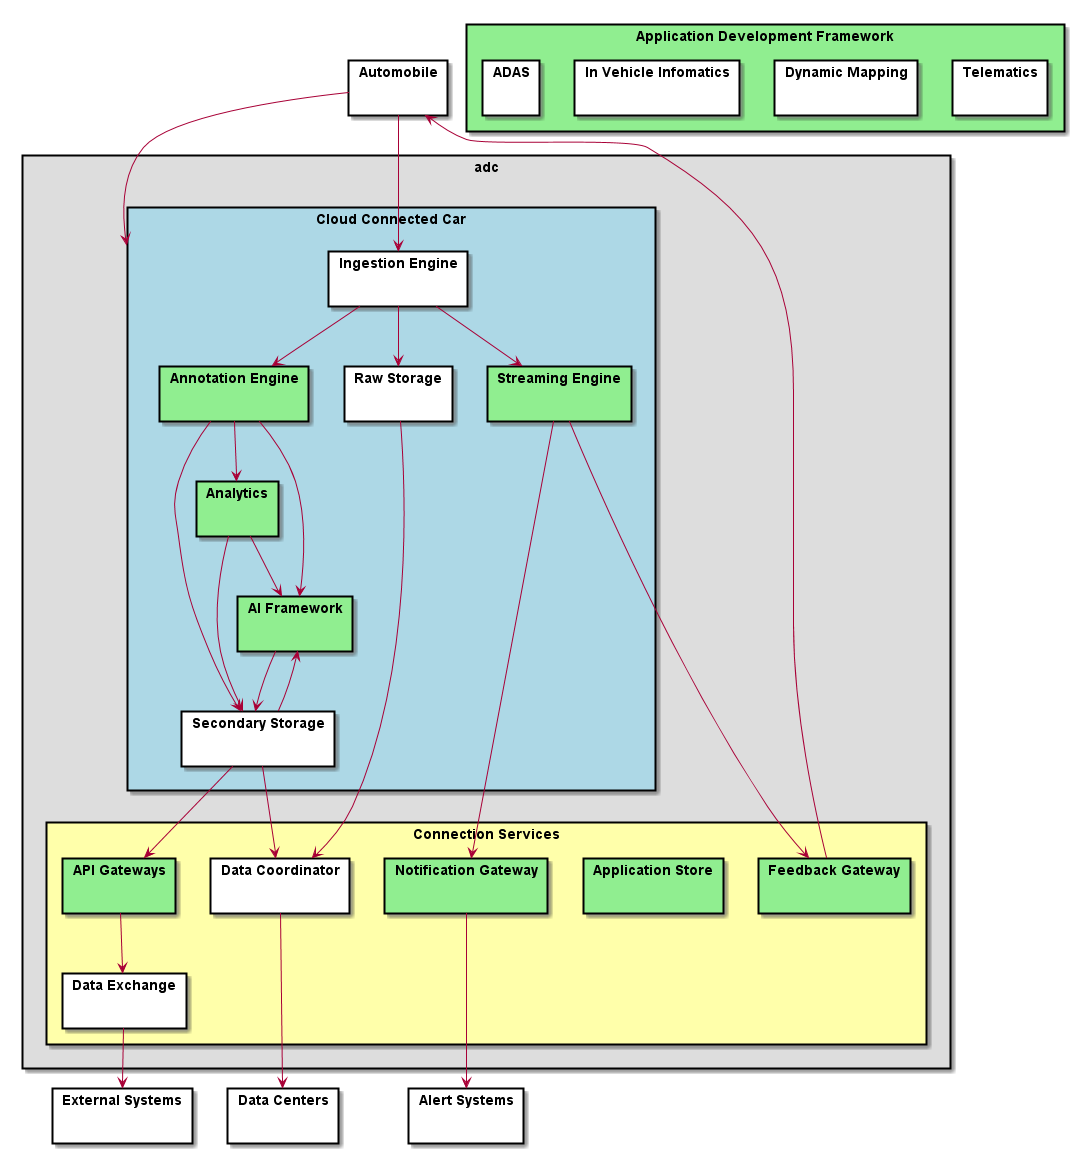 Application Development Framework
ADAS
In Vehicle Infomatics
Dynamic Mapping
Telematics
Automobile
adc
Cloud Connected Car
Ingestion Engine
Annotation Engine
Raw Storage
Streaming Engine
Analytics
AI Framework
Secondary Storage
Connection Services
API Gateways
Data Coordinator
Notification Gateway
Application Store
Feedback Gateway
Data Exchange
External Systems
Data Centers
Alert Systems